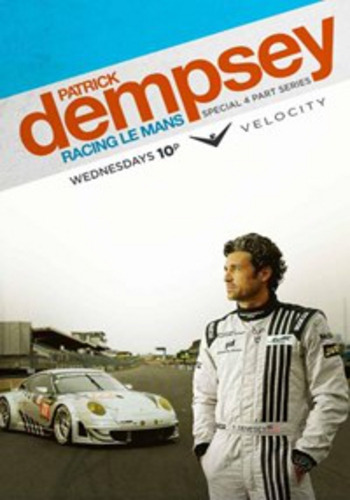 PATRICK
dempsey
RACING LE MANS
SPECIAL 4 PART SERIES
WEDNESDAYS 10P
VELOCITY